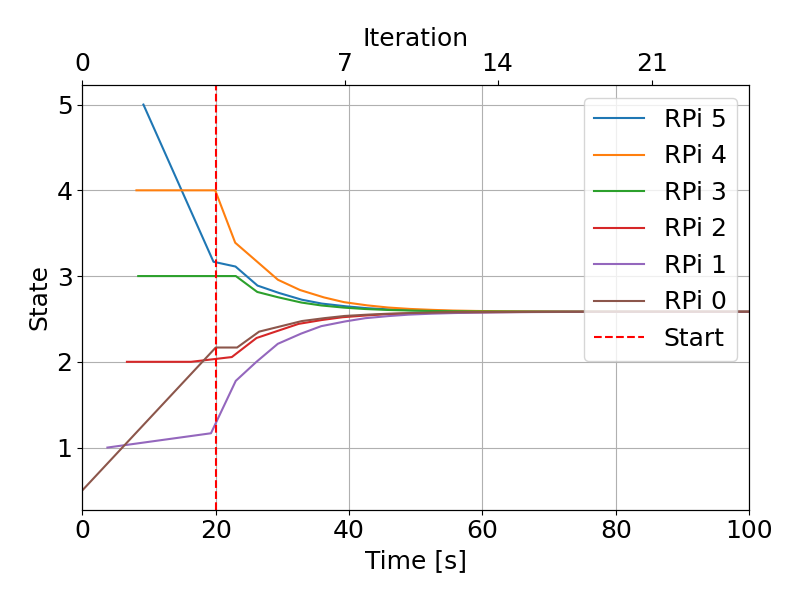 Iteration
0 7 14 21
5
4
3
2
1
State
RPi 5
RPi 4
RPi 3
RPi 2
RPi 1
RPi 0
Start
0 20 40 60 80 100
Time [s]